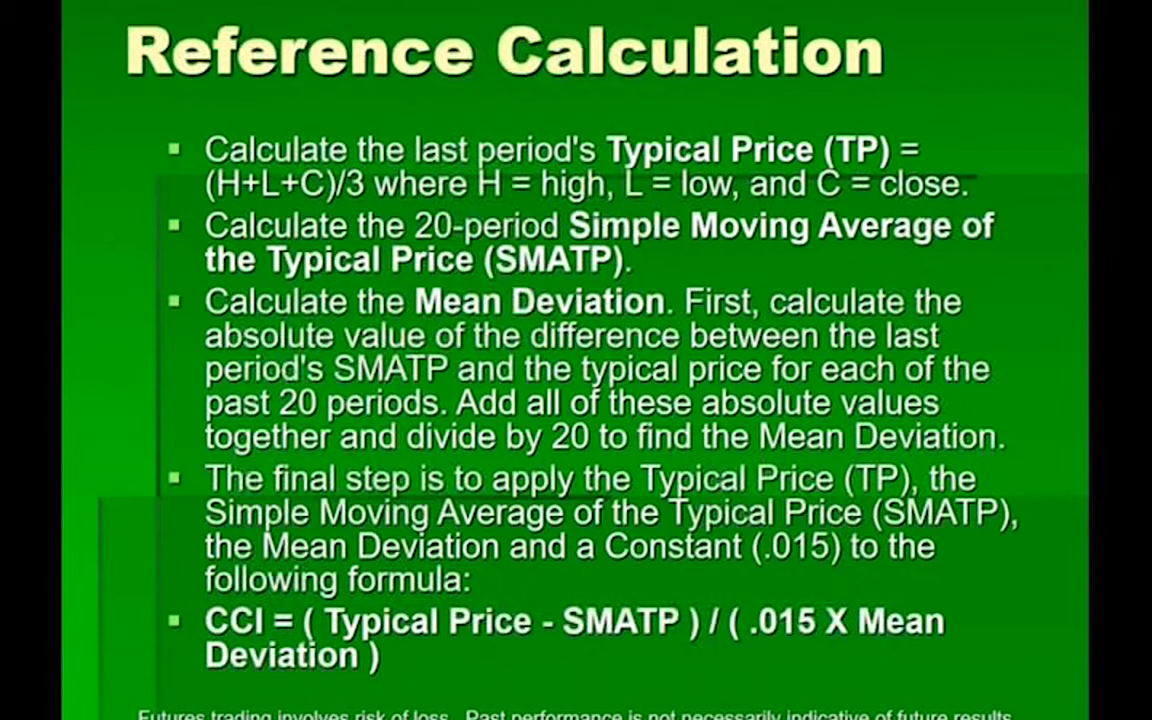 Reference Calculation
Calculate the last period's Typical Price (TP) =
(H+L+C)/3 where H = high, L = low, and C = close.
Calculate the 20-period Simple Moving Average of
the Typical Price (SMATP).
Calculate the Mean Deviation. First, calculate the
absolute value of the difference between the last
period's SMATP and the typical price for each of the
past 20 periods. Add all of these absolute values
together and divide by 20 to find the Mean Deviation.
The final step is to apply the Typical Price (TP), the
Simple Moving Average of the Typical Price (SMATP),
the Mean Deviation and a Constant (.015) to the
following formula:
CCI = ( Typical Price - SMATP ) / ( .015 X Mean
Deviation )
Futures trading involves risk of loss. Past performance is not necessarily indicative of future results